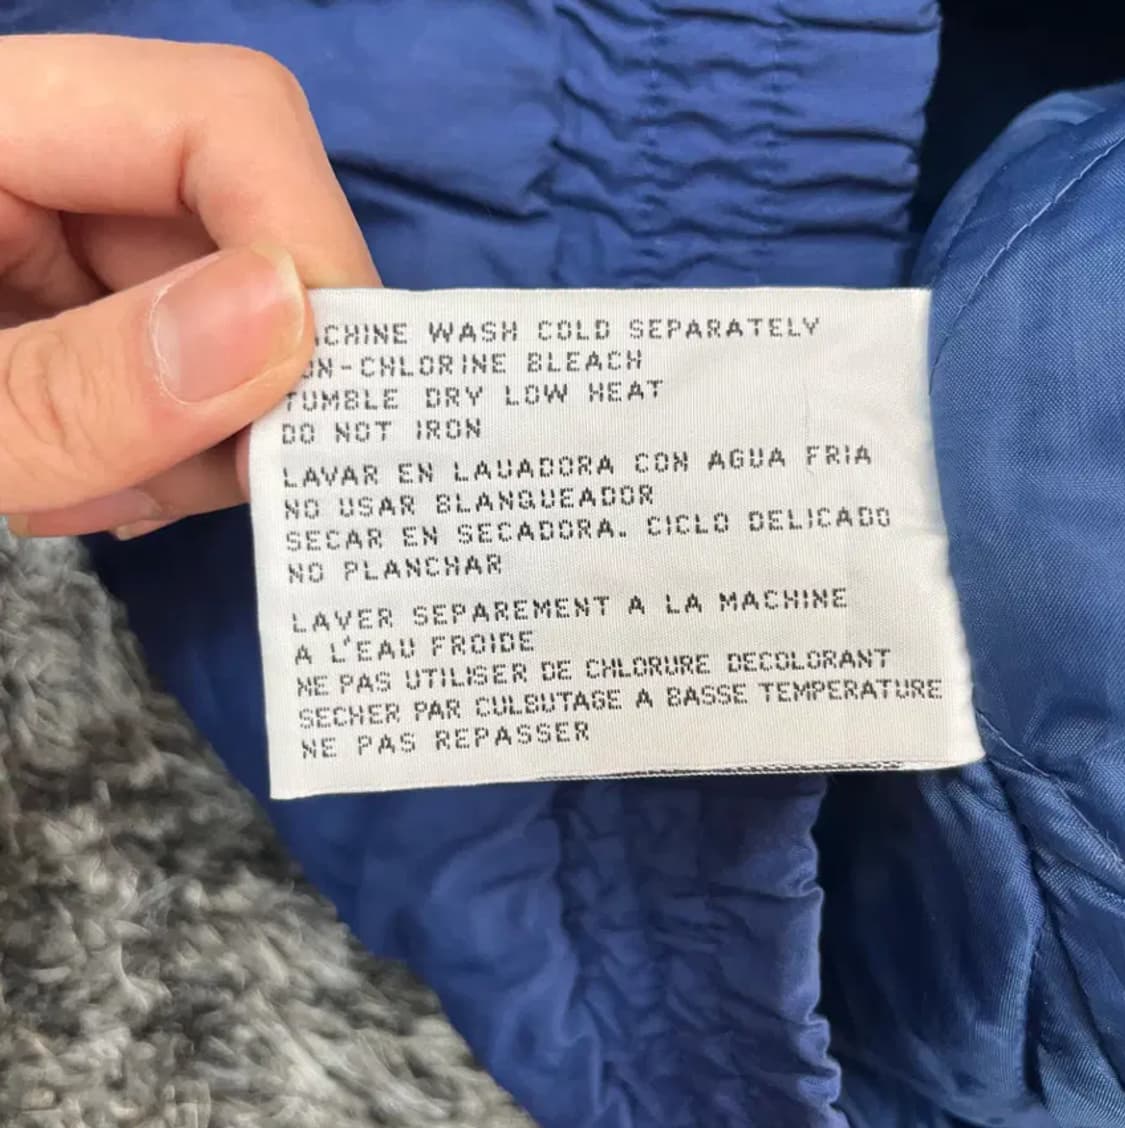 CHINE WASH COLD SEPARATELY
ON-CHLORINE BLEACH
TUMBLE DRY LOW HEAT
DO NOT IRON
LAVAR EN LAUADORA CON AGUA FRIA
NO USAR BLANQUEADOR
SECAR EN SECADORA. CICLO DELICADO
NO PLANCHAR
LAVER SEPAREMENT A LA MACHINE
A L'EAU FROIDE
NE PAS UTILISER DE CHLORURE DECOLORANT
SECHER PAR CULBUTAGE A BASSE TEMPERATURE
NE PAS REPASSER